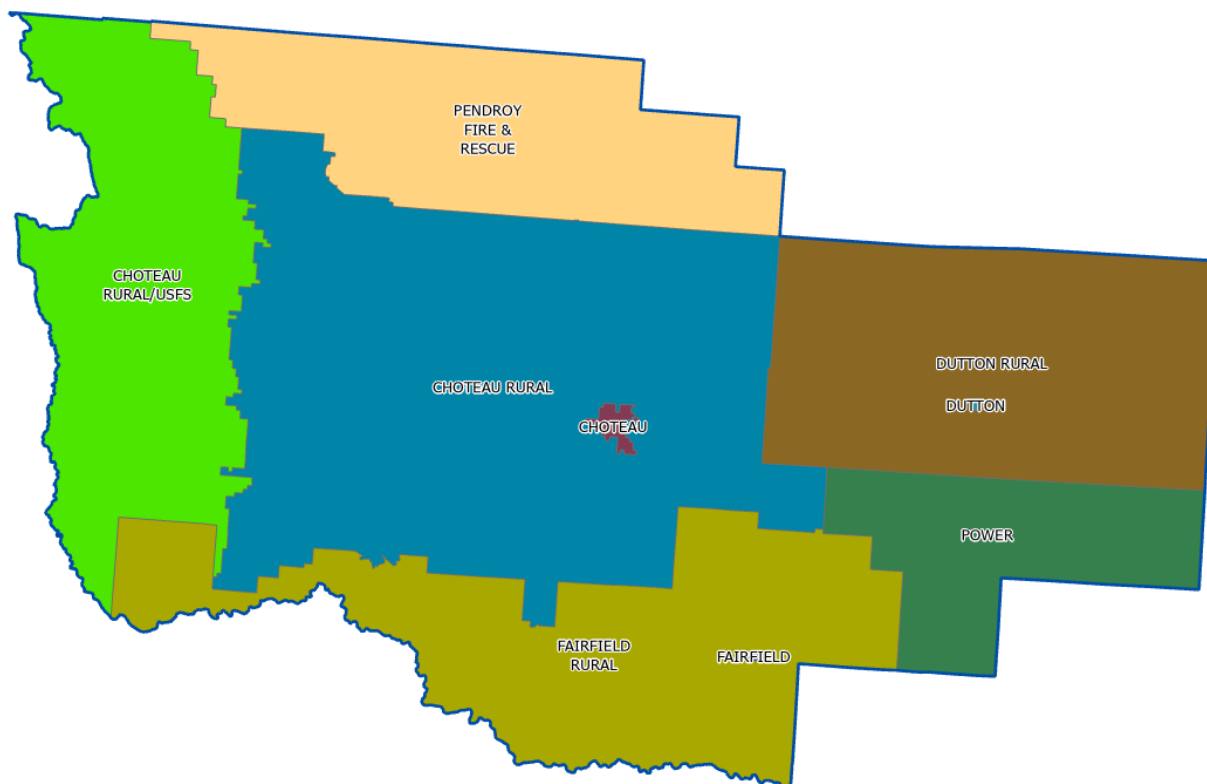 PENDROY
FIRE &
RESCUE
CHOTEAU
RURAL/USFS
DUTTON RURAL
CHOTEAU RURAL
DUTTON
CHOTEAU
POWER
FAIRFIELD
RURAL
FAIRFIELD